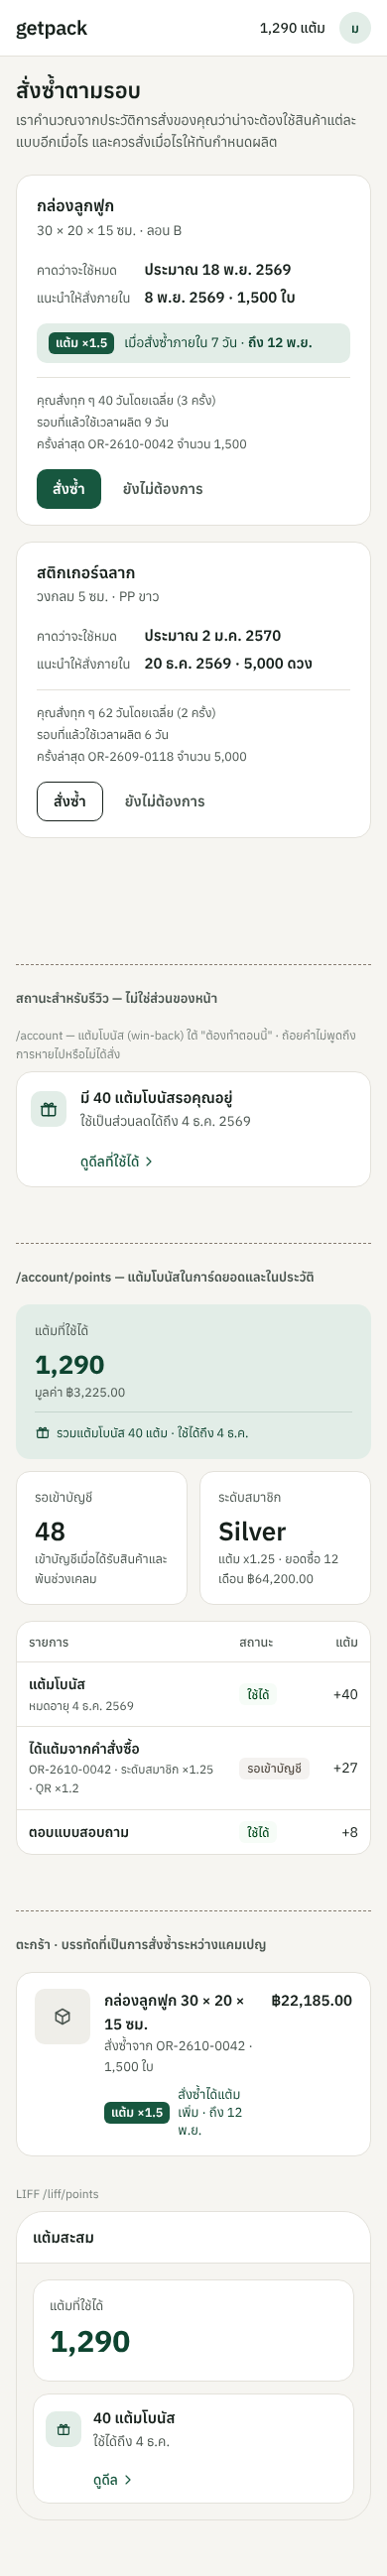 getpack
1,290 แต้ม
ม
สั่งซ้ำตามรอบ
เราคำนวณจากประวัติการสั่งของคุณว่าน่าจะต้องใช้สินค้าแต่ละ
แบบอีกเมื่อไร และควรสั่งเมื่อไรให้ทันกำหนดผลิต
กล่องลูกฟูก
30 × 20 × 15 ซม. · ลอน B
คาดว่าจะใช้หมด ประมาณ 18 พ.ย. 2569
แนะนำให้สั่งภายใน 8 พ.ย. 2569 · 1,500 ใบ
แต้ม ×1.5 เมื่อสั่งซ้ำภายใน 7 วัน · ถึง 12 พ.ย.
คุณสั่งทุก ๆ 40 วันโดยเฉลี่ย (3 ครั้ง)
รอบที่แล้วใช้เวลาผลิต 9 วัน
ครั้งล่าสุด OR-2610-0042 จำนวน 1,500
สั่งซ้ำ ยังไม่ต้องการ
สติกเกอร์ฉลาก
วงกลม 5 ซม. · PP ขาว
คาดว่าจะใช้หมด ประมาณ 2 ม.ค. 2570
แนะนำให้สั่งภายใน 20 ธ.ค. 2569 · 5,000 ดวง
คุณสั่งทุก ๆ 62 วันโดยเฉลี่ย (2 ครั้ง)
รอบที่แล้วใช้เวลาผลิต 6 วัน
ครั้งล่าสุด OR-2609-0118 จำนวน 5,000
สั่งซ้ำ ยังไม่ต้องการ
สถานะสำหรับรีวิว — ไม่ใช่ส่วนของหน้า
/account — แต้มโบนัส (win-back) ใต้ "ต้องทำตอนนี้" · ถ้อยคำไม่พูดถึง
การหายไปหรือไม่ได้สั่ง
มี 40 แต้มโบนัสรอคุณอยู่
ใช้เป็นส่วนลดได้ถึง 4 ธ.ค. 2569
ดูดีลที่ใช้ได้
/account/points — แต้มโบนัสในการ์ดยอดและในประวัติ
แต้มที่ใช้ได้
1,290
มูลค่า ฿3,225.00
รวมแต้มโบนัส 40 แต้ม · ใช้ได้ถึง 4 ธ.ค.
รอเข้าบัญชี
48
เข้าบัญชีเมื่อได้รับสินค้าและ
พ้นช่วงเคลม
ระดับสมาชิก
Silver
แต้ม x1.25 · ยอดซื้อ 12
เดือน ฿64,200.00
รายการ สถานะ แต้ม
แต้มโบนัส
หมดอายุ 4 ธ.ค. 2569
ใช้ได้ +40
ได้แต้มจากคำสั่งซื้อ
OR-2610-0042 · ระดับสมาชิก ×1.25
· QR ×1.2
รอเข้าบัญชี +27
ตอบแบบสอบถาม ใช้ได้ +8
ตะกร้า · บรรทัดที่เป็นการสั่งซ้ำระหว่างแคมเปญ
กล่องลูกฟูก 30 × 20 × ฿22,185.00
15 ซม.
สั่งซ้ำจาก OR-2610-0042 ·
1,500 ใบ
แต้ม ×1.5
สั่งซ้ำได้แต้ม
เพิ่ม · ถึง 12
พ.ย.
LIFF /liff/points
แต้มสะสม
แต้มที่ใช้ได้
1,290
40 แต้มโบนัส
ใช้ได้ถึง 4 ธ.ค.
ดูดีล